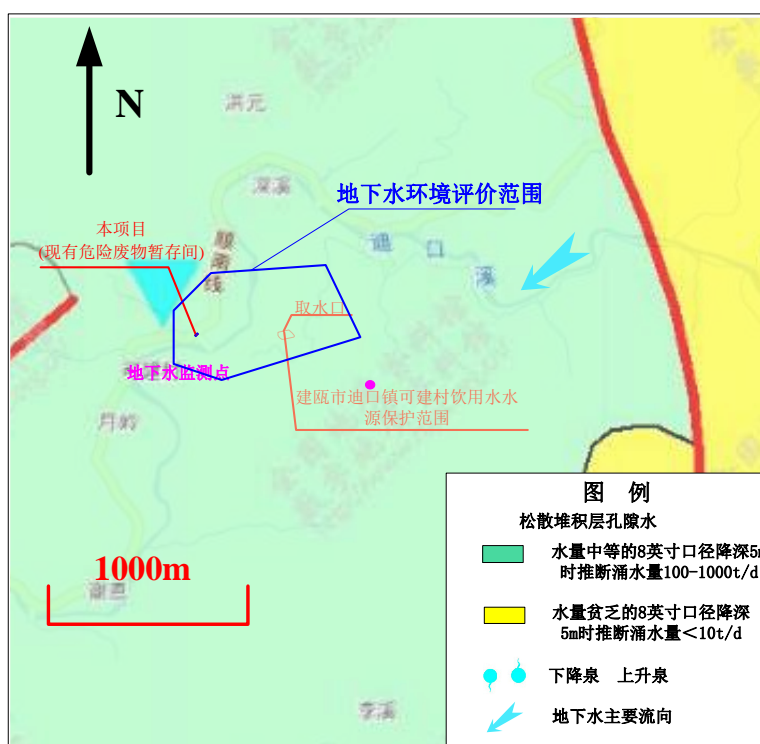 N
洪元
深溪
地下水环境评价范围
本项目
(现有危险废物暂存间)
顺南线
迪口溪
取水口
地下水监测点
建瓯市迪口镇可建村饮用水水
源保护范围
月岭
1000m
图 例
松散堆积层孔隙水
水量中等的8英寸口径降深5m
时推断涌水量100-1000t/d
水量贫乏的8英寸口径降深
5m时推断涌水量<10t/d
下降泉 上升泉
地下水主要流向
李溪